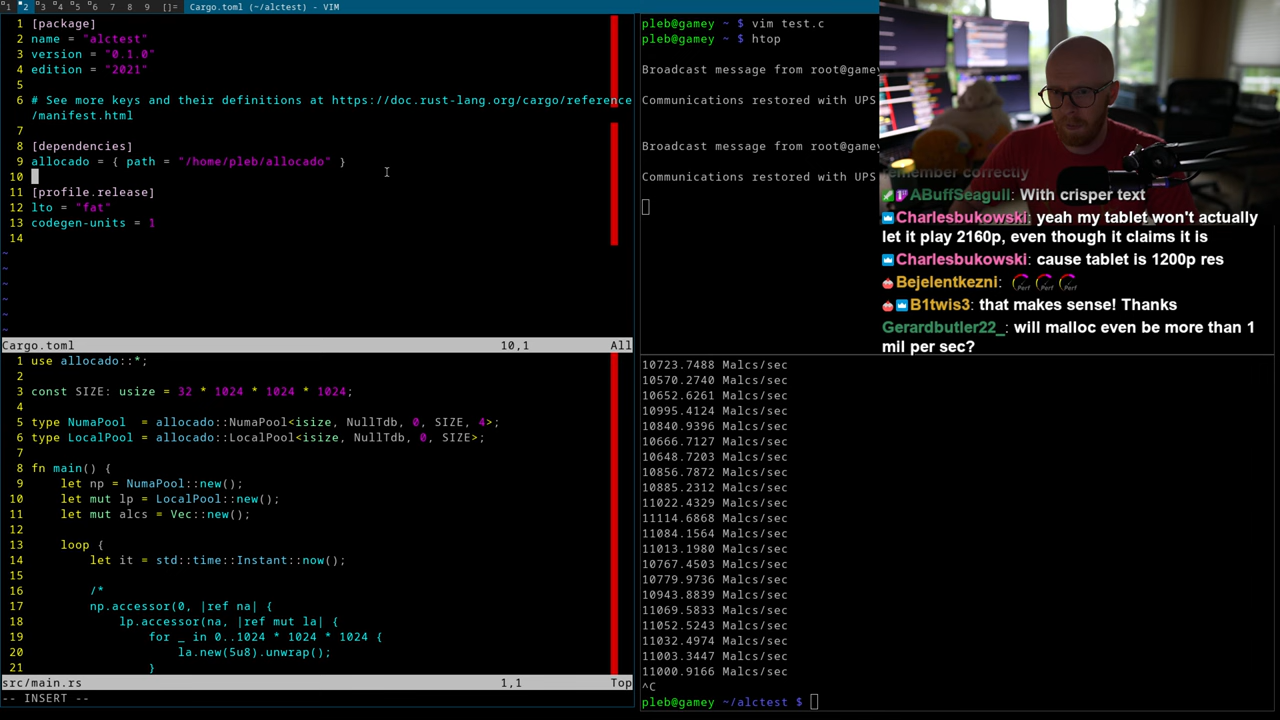 1 2 3 4 5 6 7 8 9 []= Cargo.toml (~/alctest) - VIM
1 [package]
2 name = "alctest"
3 version = "0.1.0"
4 edition = "2021"
5
6 # See more keys and their definitions at https://doc.rust-lang.org/cargo/reference
/manifest.html
7
8 [dependencies]
9 allocado = { path = "/home/pleb/allocado" }
10
11 [profile.release]
12 lto = "fat"
13 codegen-units = 1
14
~
~
~
~
~
~
Cargo.toml 10,1 All
1 use allocado::*;
2
3 const SIZE: usize = 32 * 1024 * 1024 * 1024;
4
5 type NumaPool  = allocado::NumaPool<isize, NullTdb, 0, SIZE, 4>;
6 type LocalPool = allocado::LocalPool<isize, NullTdb, 0, SIZE>;
7
8 fn main() {
9 let np = NumaPool::new();
10 let mut lp = LocalPool::new();
11 let mut alcs = Vec::new();
12
13 loop {
14 let it = std::time::Instant::now();
15
16 /*
17 np.accessor(0, |ref na| {
18 lp.accessor(na, |ref mut la| {
19 for _ in 0..1024 * 1024 * 1024 {
20 la.new(5u8).unwrap();
21 }
src/main.rs 1,1 Top
-- INSERT --
pleb@gamey ~ $ vim test.c
pleb@gamey ~ $ htop
Broadcast message from root@game
Communications restored with UPS
Broadcast message from root@game
Communications restored with UPS
remember correctly
ABuffSeagull: With crisper text
Charlesbukowski: yeah my tablet won't actually
let it play 2160p, even though it claims it is
Charlesbukowski: cause tablet is 1200p res
Bejelentkezni: Perf Perf Perf
B1twis3: that makes sense! Thanks
Gerardbutler22_: will malloc even be more than 1
mil per sec?
10723.7488 Malcs/sec
10570.2740 Malcs/sec
10652.6261 Malcs/sec
10995.4124 Malcs/sec
10840.9396 Malcs/sec
10666.7127 Malcs/sec
10648.7203 Malcs/sec
10856.7872 Malcs/sec
10885.2312 Malcs/sec
11022.4329 Malcs/sec
11114.6868 Malcs/sec
11084.1564 Malcs/sec
11013.1980 Malcs/sec
10767.4503 Malcs/sec
10779.9736 Malcs/sec
10943.8839 Malcs/sec
11069.5833 Malcs/sec
11052.5243 Malcs/sec
11032.4974 Malcs/sec
11003.3447 Malcs/sec
11000.9166 Malcs/sec
^C
pleb@gamey ~/alctest $